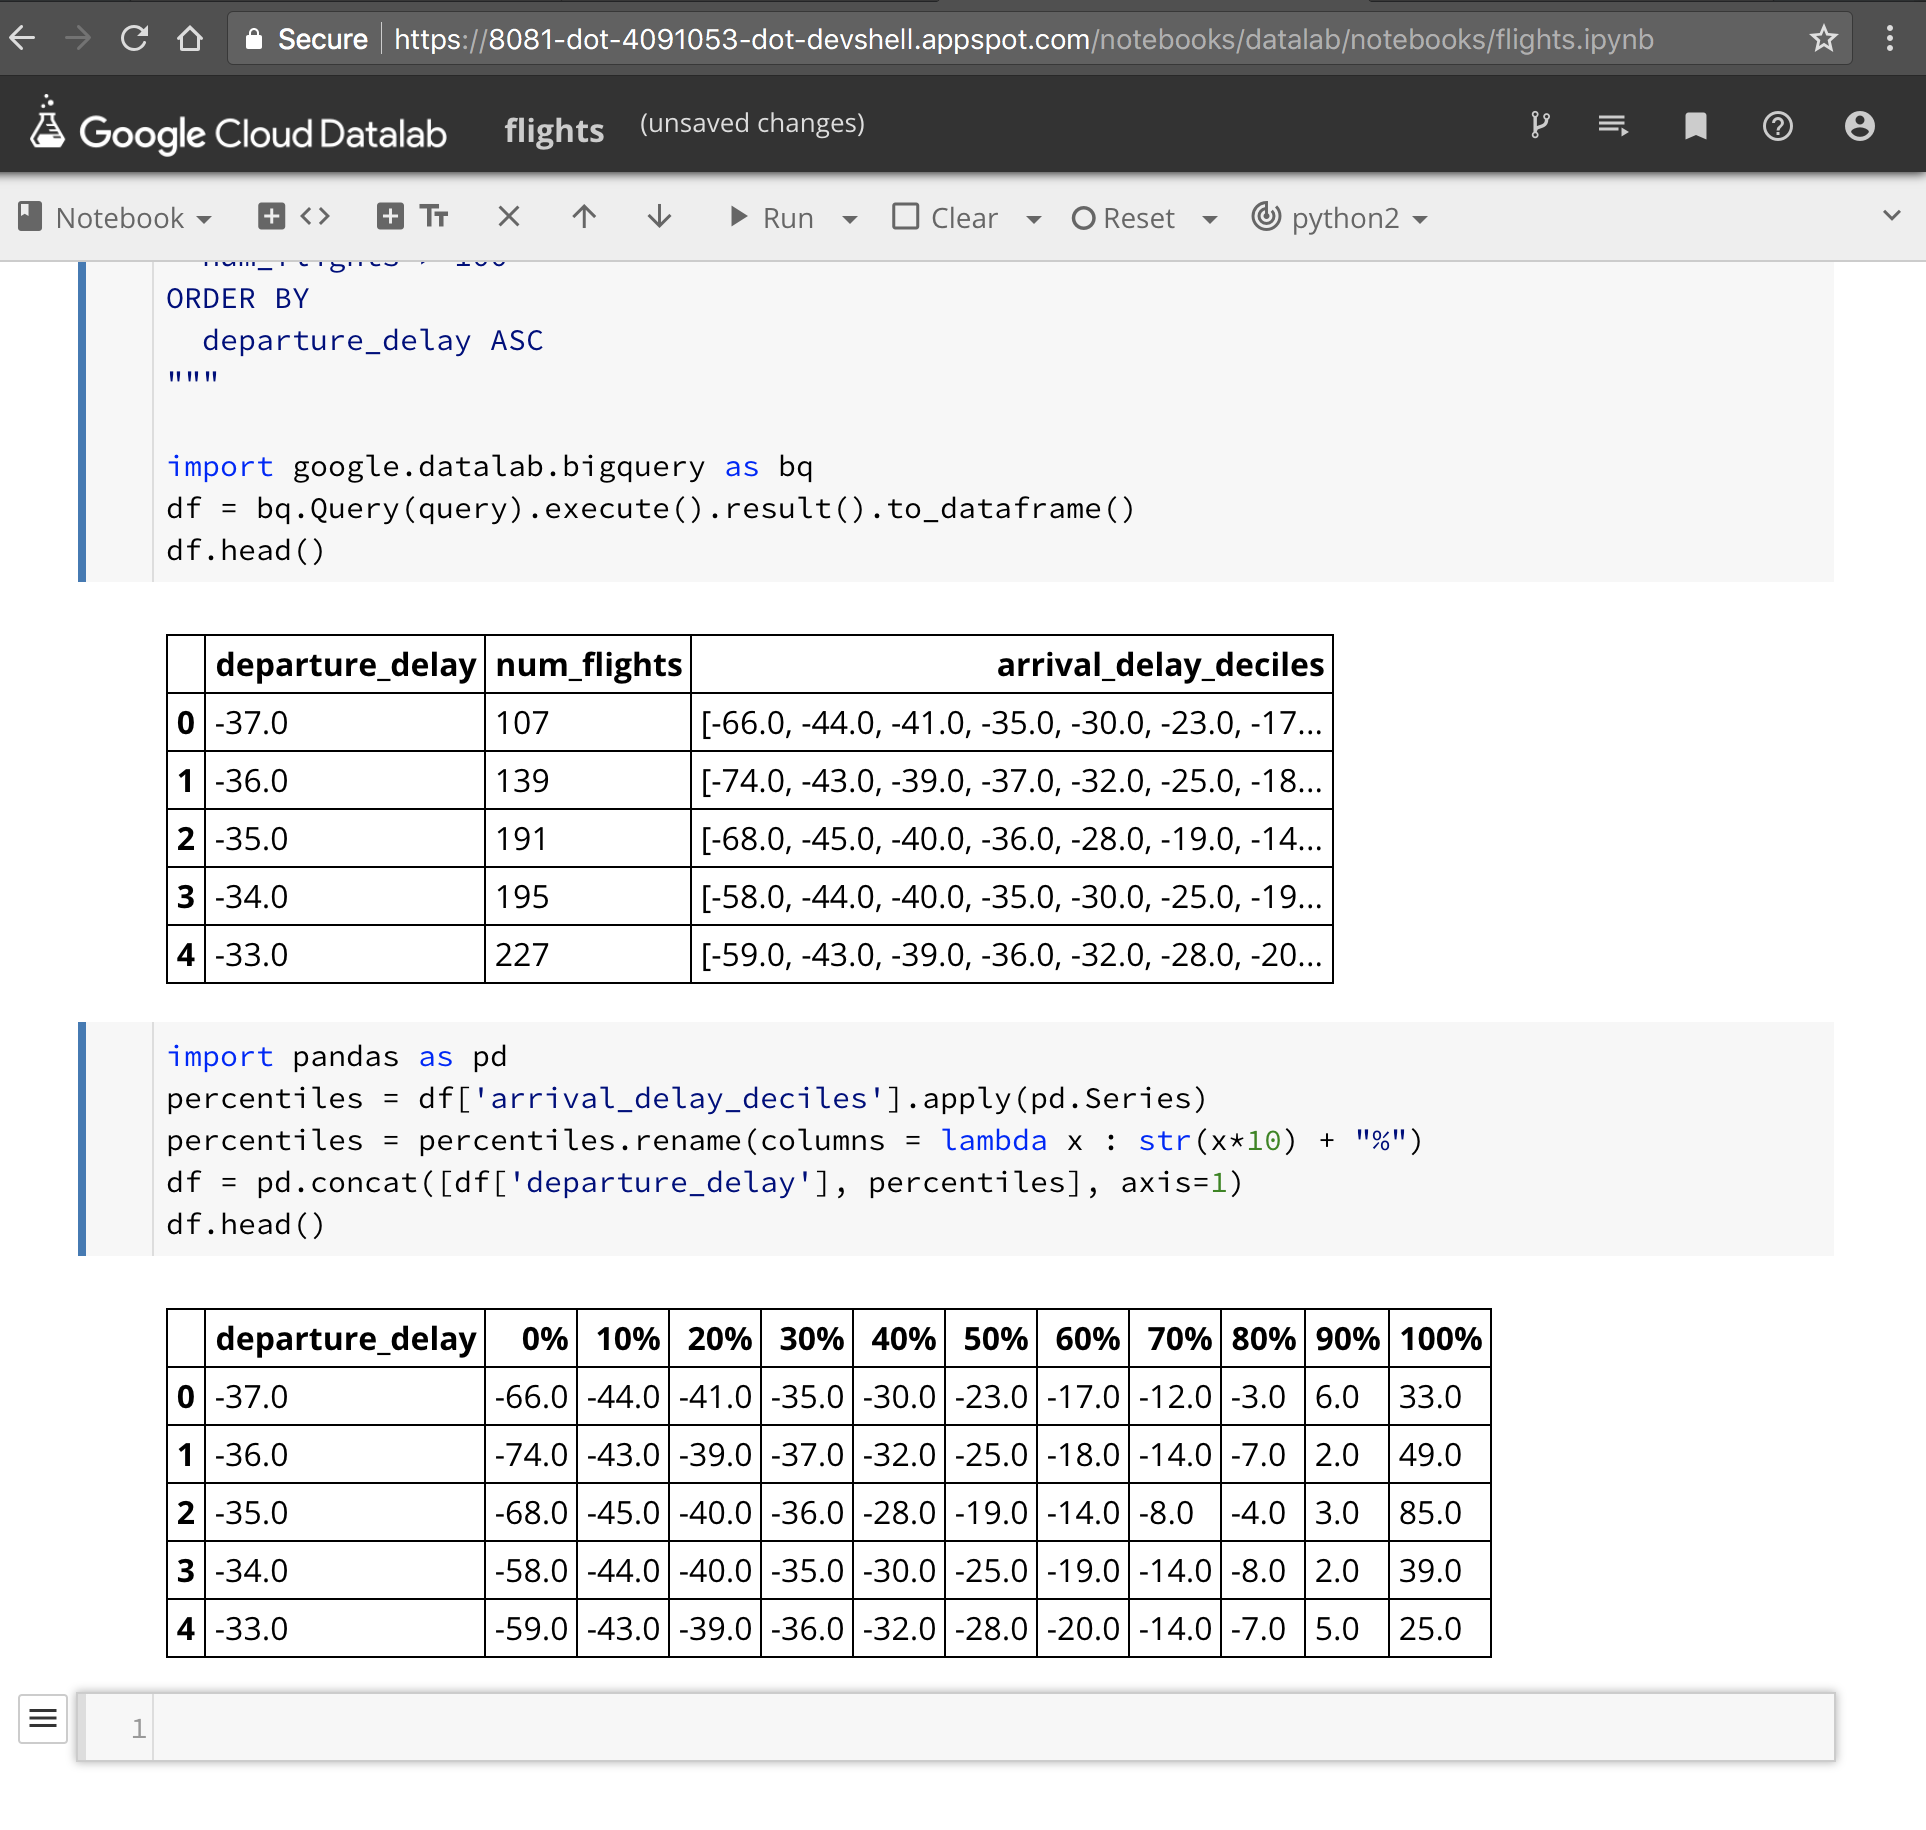 Secure https://8081-dot-4091053-dot-devshell.appspot.com/notebooks/datalab/notebooks/flights.ipynb
Google Cloud Datalab flights (unsaved changes)
Notebook Run Clear Reset python2
num_flights > 100
ORDER BY
departure_delay ASC
"""
import google.datalab.bigquery as bq
df = bq.Query(query).execute().result().to_dataframe()
df.head()
departure_delay num_flights arrival_delay_deciles
0 -37.0 107 [-66.0, -44.0, -41.0, -35.0, -30.0, -23.0, -17...
1 -36.0 139 [-74.0, -43.0, -39.0, -37.0, -32.0, -25.0, -18...
2 -35.0 191 [-68.0, -45.0, -40.0, -36.0, -28.0, -19.0, -14...
3 -34.0 195 [-58.0, -44.0, -40.0, -35.0, -30.0, -25.0, -19...
4 -33.0 227 [-59.0, -43.0, -39.0, -36.0, -32.0, -28.0, -20...
import pandas as pd
percentiles = df['arrival_delay_deciles'].apply(pd.Series)
percentiles = percentiles.rename(columns = lambda x : str(x*10) + "%")
df = pd.concat([df['departure_delay'], percentiles], axis=1)
df.head()
departure_delay 0% 10% 20% 30% 40% 50% 60% 70% 80% 90% 100%
0 -37.0 -66.0 -44.0 -41.0 -35.0 -30.0 -23.0 -17.0 -12.0 -3.0 6.0 33.0
1 -36.0 -74.0 -43.0 -39.0 -37.0 -32.0 -25.0 -18.0 -14.0 -7.0 2.0 49.0
2 -35.0 -68.0 -45.0 -40.0 -36.0 -28.0 -19.0 -14.0 -8.0 -4.0 3.0 85.0
3 -34.0 -58.0 -44.0 -40.0 -35.0 -30.0 -25.0 -19.0 -14.0 -8.0 2.0 39.0
4 -33.0 -59.0 -43.0 -39.0 -36.0 -32.0 -28.0 -20.0 -14.0 -7.0 5.0 25.0
1